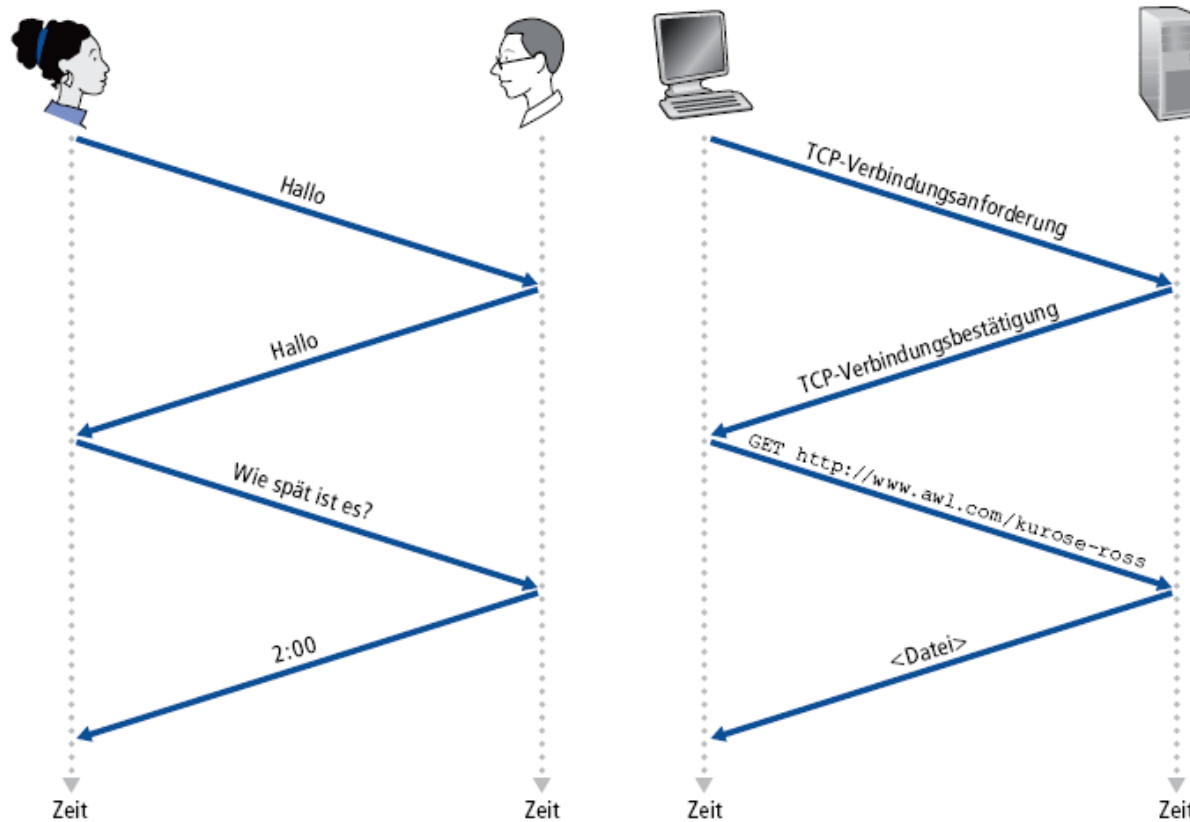 Hallo
Hallo
Wie spät ist es?
2:00
Zeit
Zeit
TCP-Verbindungsanforderung
TCP-Verbindungsbestätigung
GET http://www.awl.com/kurose-ross
<Datei>
Zeit
Zeit